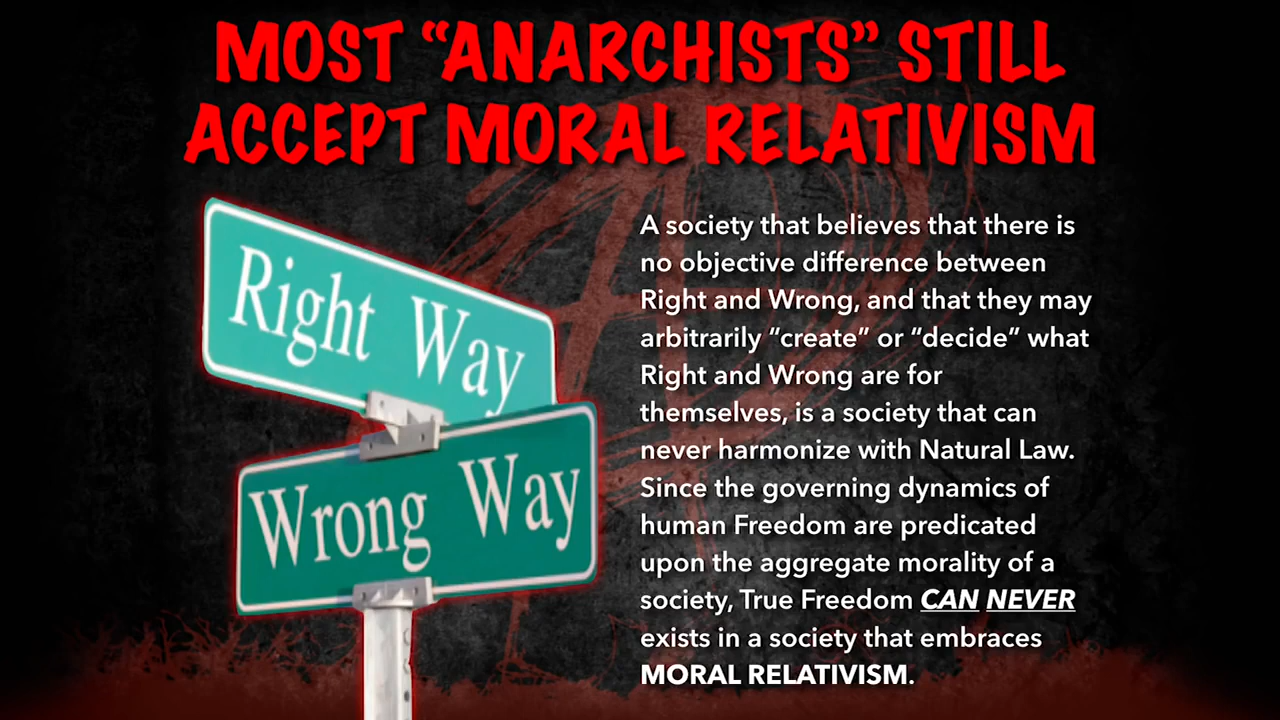 MOST “ANARCHISTS” STILL
ACCEPT MORAL RELATIVISM
Right Way
Wrong Way
A society that believes that there is
no objective difference between
Right and Wrong, and that they may
arbitrarily “create” or “decide” what
Right and Wrong are for
themselves, is a society that can
never harmonize with Natural Law.
Since the governing dynamics of
human Freedom are predicated
upon the aggregate morality of a
society, True Freedom CAN NEVER
exists in a society that embraces
MORAL RELATIVISM.